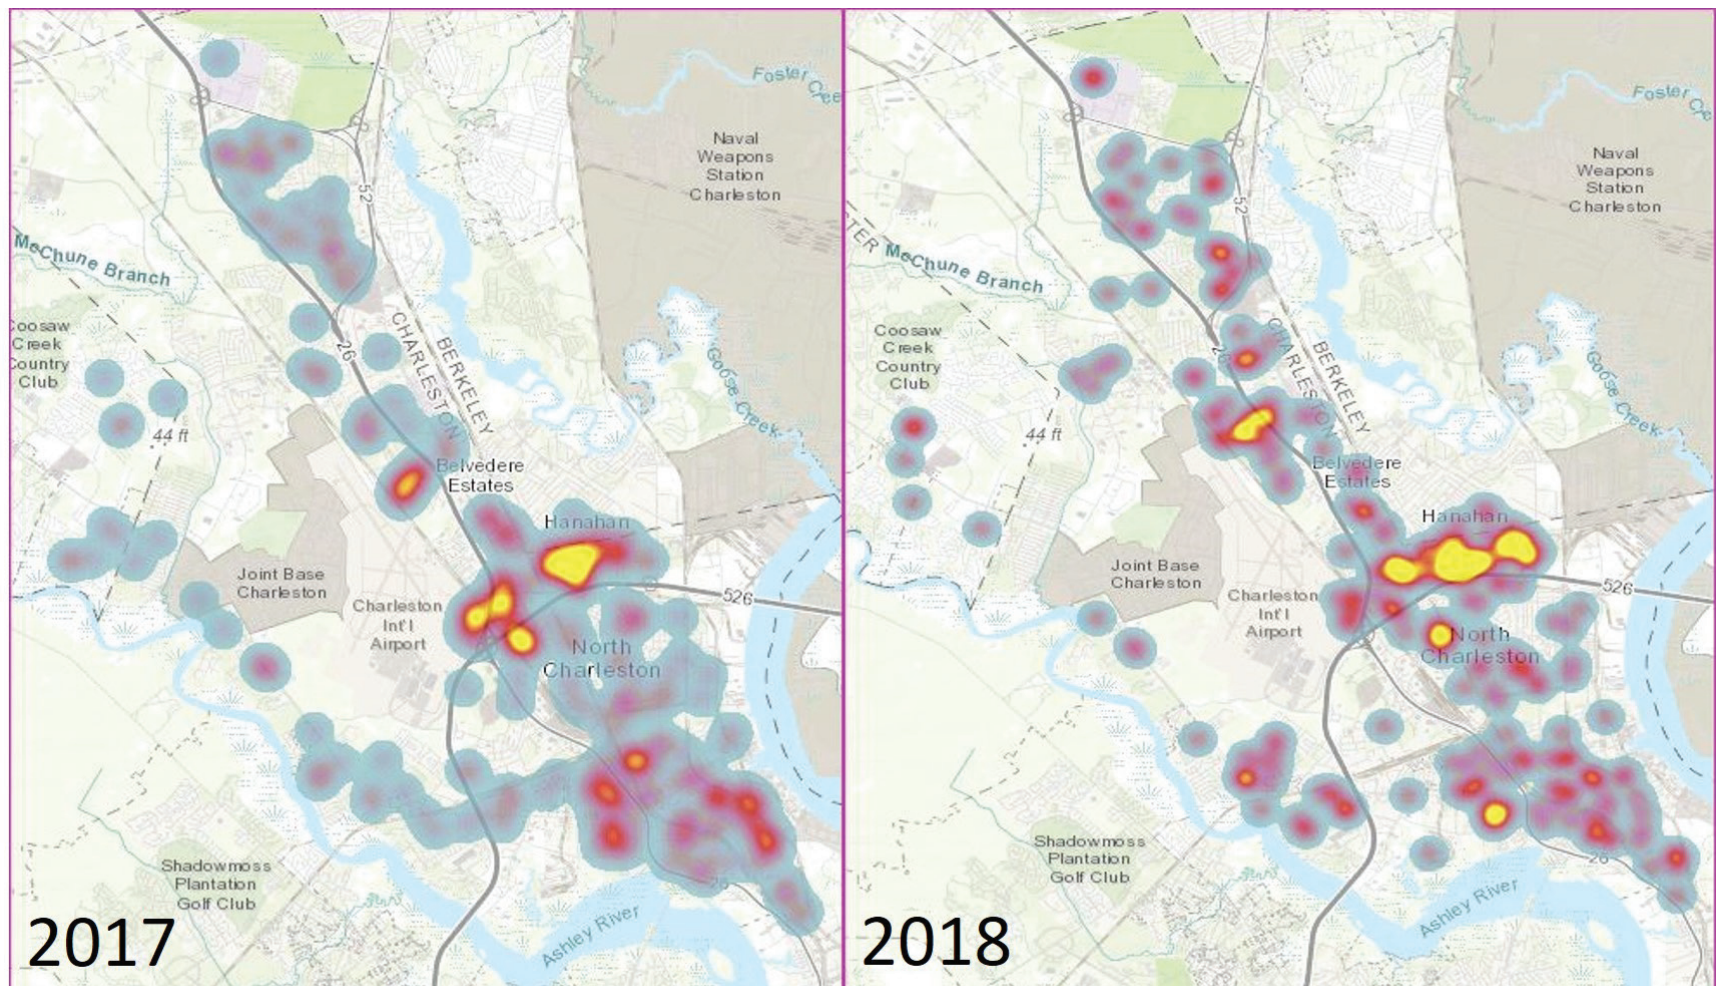 Foster Cree
Naval
Weapons
Station
Charleston
52
McChune Branch
Coosaw
Creek
Country
Club
CHARLESTON
BERKELEY
26
Goose Creek
44 ft
Belvedere
Estates
Hanahan
Joint Base
Charleston
Charleston
Int'l
Airport
526
North
Charleston
Shadowmoss
Plantation
Golf Club
26
Ashley River
2017
Foster Cre
Naval
Weapons
Station
Charleston
52
TER
McChune Branch
Coosaw
Creek
Country
Club
CHARLESTON
BERKELEY
Goose Creek
44 ft
Belvedere
Estates
Hanahan
Joint Base
Charleston
Charleston
Int'l
Airport
526
North
Charleston
Shadowmoss
Plantation
Golf Club
26
Ashley River
2018